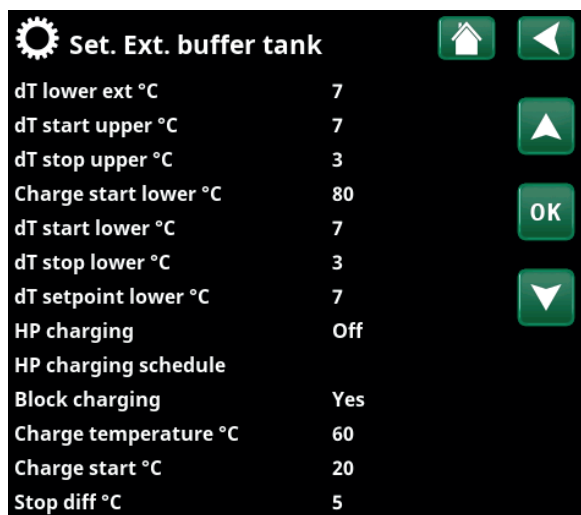 Set. Ext. buffer tank
dT lower ext °C 7
dT start upper °C 7
dT stop upper °C 3
Charge start lower °C 80
dT start lower °C 7
dT stop lower °C 3
dT setpoint lower °C 7
HP charging Off
HP charging schedule
Block charging Yes
Charge temperature °C 60
Charge start °C 20
Stop diff °C 5
OK